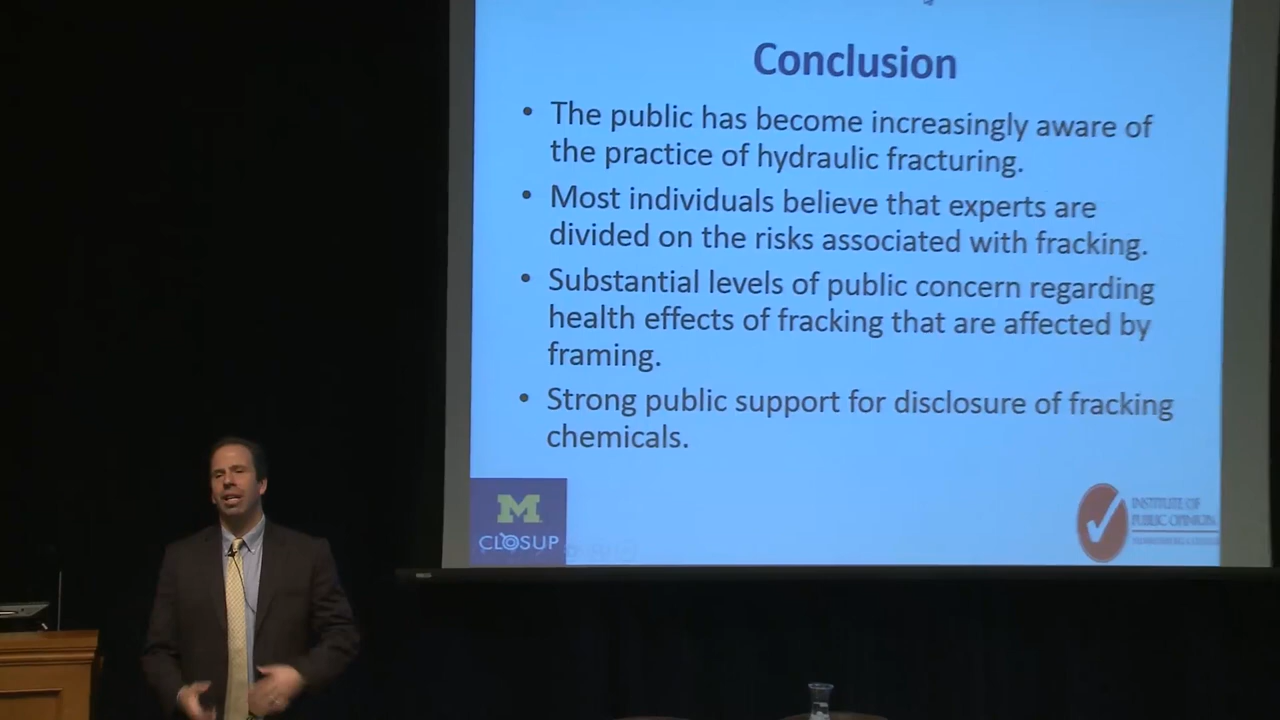 Conclusion
• The public has become increasingly aware of
the practice of hydraulic fracturing.
• Most individuals believe that experts are
divided on the risks associated with fracking.
• Substantial levels of public concern regarding
health effects of fracking that are affected by
framing.
• Strong public support for disclosure of fracking
chemicals.
M
CLOSUP
INSTITUTE OF
PUBLIC OPINION